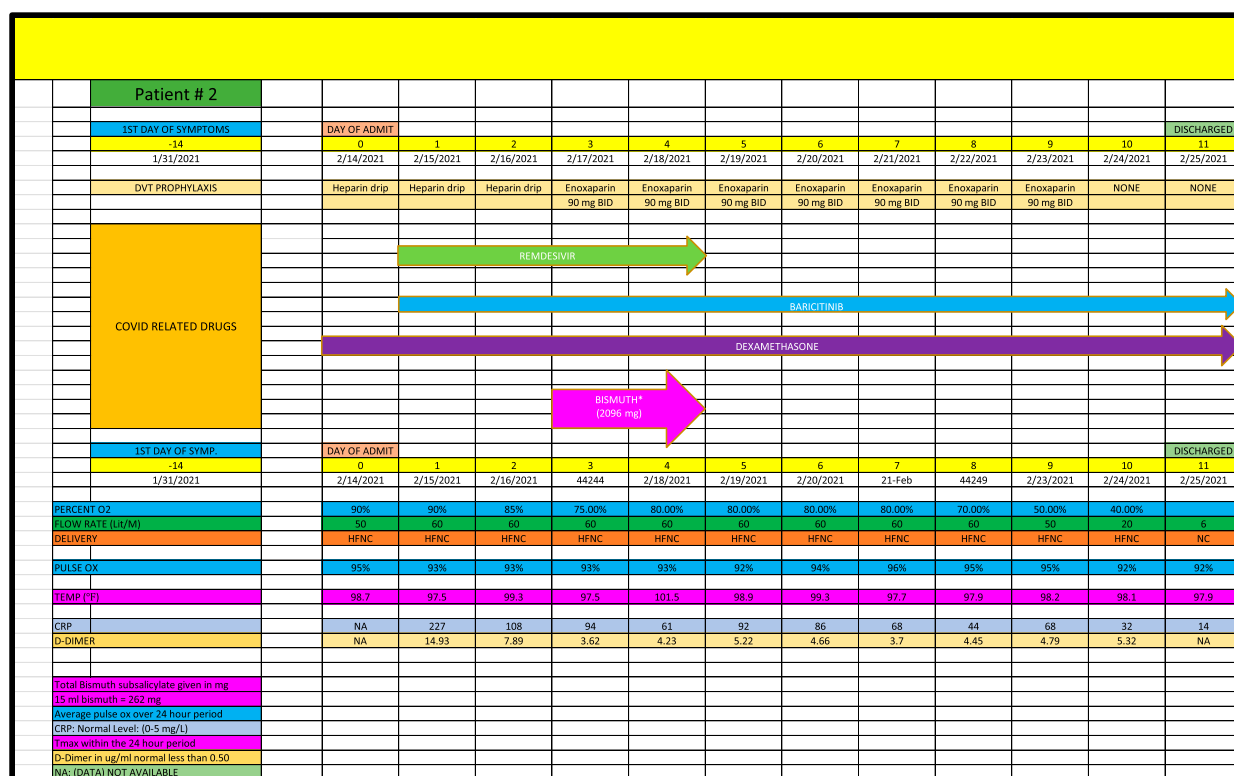 Patient # 2
1ST DAY OF SYMPTOMS DAY OF ADMIT DISCHARGED
-14 0 1 2 3 4 5 6 7 8 9 10 11
1/31/2021 2/14/2021 2/15/2021 2/16/2021 2/17/2021 2/18/2021 2/19/2021 2/20/2021 2/21/2021 2/22/2021 2/23/2021 2/24/2021 2/25/2021
DVT PROPHYLAXIS Heparin drip Heparin drip Heparin drip Enoxaparin Enoxaparin Enoxaparin Enoxaparin Enoxaparin Enoxaparin Enoxaparin NONE NONE
90 mg BID 90 mg BID 90 mg BID 90 mg BID 90 mg BID 90 mg BID 90 mg BID
REMDESIVIR
BARICITINIB
COVID RELATED DRUGS
DEXAMETHASONE
BISMUTH*
(2096 mg)
1ST DAY OF SYMP. DAY OF ADMIT DISCHARGED
-14 0 1 2 3 4 5 6 7 8 9 10 11
1/31/2021 2/14/2021 2/15/2021 2/16/2021 44244 2/18/2021 2/19/2021 2/20/2021 21-Feb 44249 2/23/2021 2/24/2021 2/25/2021
PERCENT O2 90% 90% 85% 75.00% 80.00% 80.00% 80.00% 80.00% 70.00% 50.00% 40.00%
FLOW RATE (Lit/M) 50 60 60 60 60 60 60 60 60 50 20 6
DELIVERY HFNC HFNC HFNC HFNC HFNC HFNC HFNC HFNC HFNC HFNC HFNC NC
PULSE OX 95% 93% 93% 93% 93% 92% 94% 96% 95% 95% 92% 92%
TEMP (°F) 98.7 97.5 99.3 97.5 101.5 98.9 99.3 97.7 97.9 98.2 98.1 97.9
CRP NA 227 108 94 61 92 86 68 44 68 32 14
D-DIMER NA 14.93 7.89 3.62 4.23 5.22 4.66 3.7 4.45 4.79 5.32 NA
Total Bismuth subsalicylate given in mg
15 ml bismuth = 262 mg
Average pulse ox over 24 hour period
CRP: Normal Level: (0-5 mg/L)
Tmax within the 24 hour period
D-Dimer in ug/ml normal less than 0.50
NA: (DATA) NOT AVAILABLE